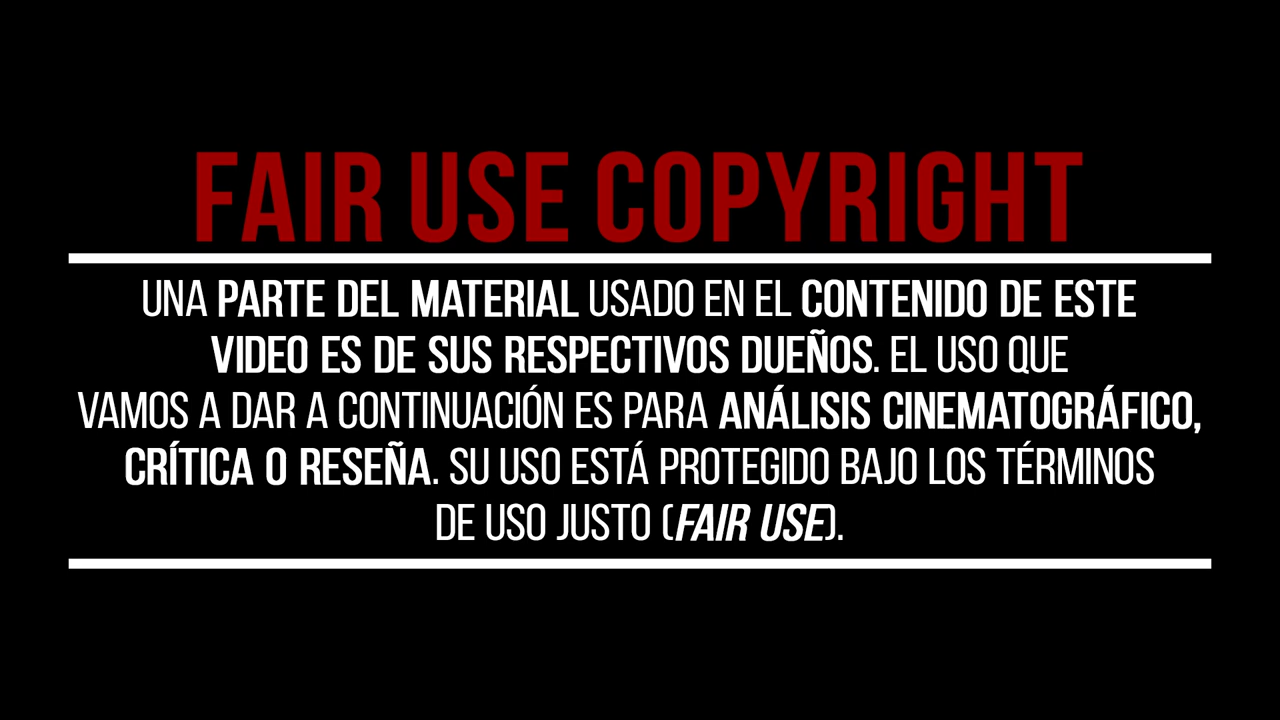 FAIR USE COPYRIGHT
UNA PARTE DEL MATERIAL USADO EN EL CONTENIDO DE ESTE
VIDEO ES DE SUS RESPECTIVOS DUEÑOS. EL USO QUE
VAMOS A DAR A CONTINUACIÓN ES PARA ANÁLISIS CINEMATOGRÁFICO,
CRÍTICA O RESEÑA. SU USO ESTÁ PROTEGIDO BAJO LOS TÉRMINOS
DE USO JUSTO (FAIR USE).